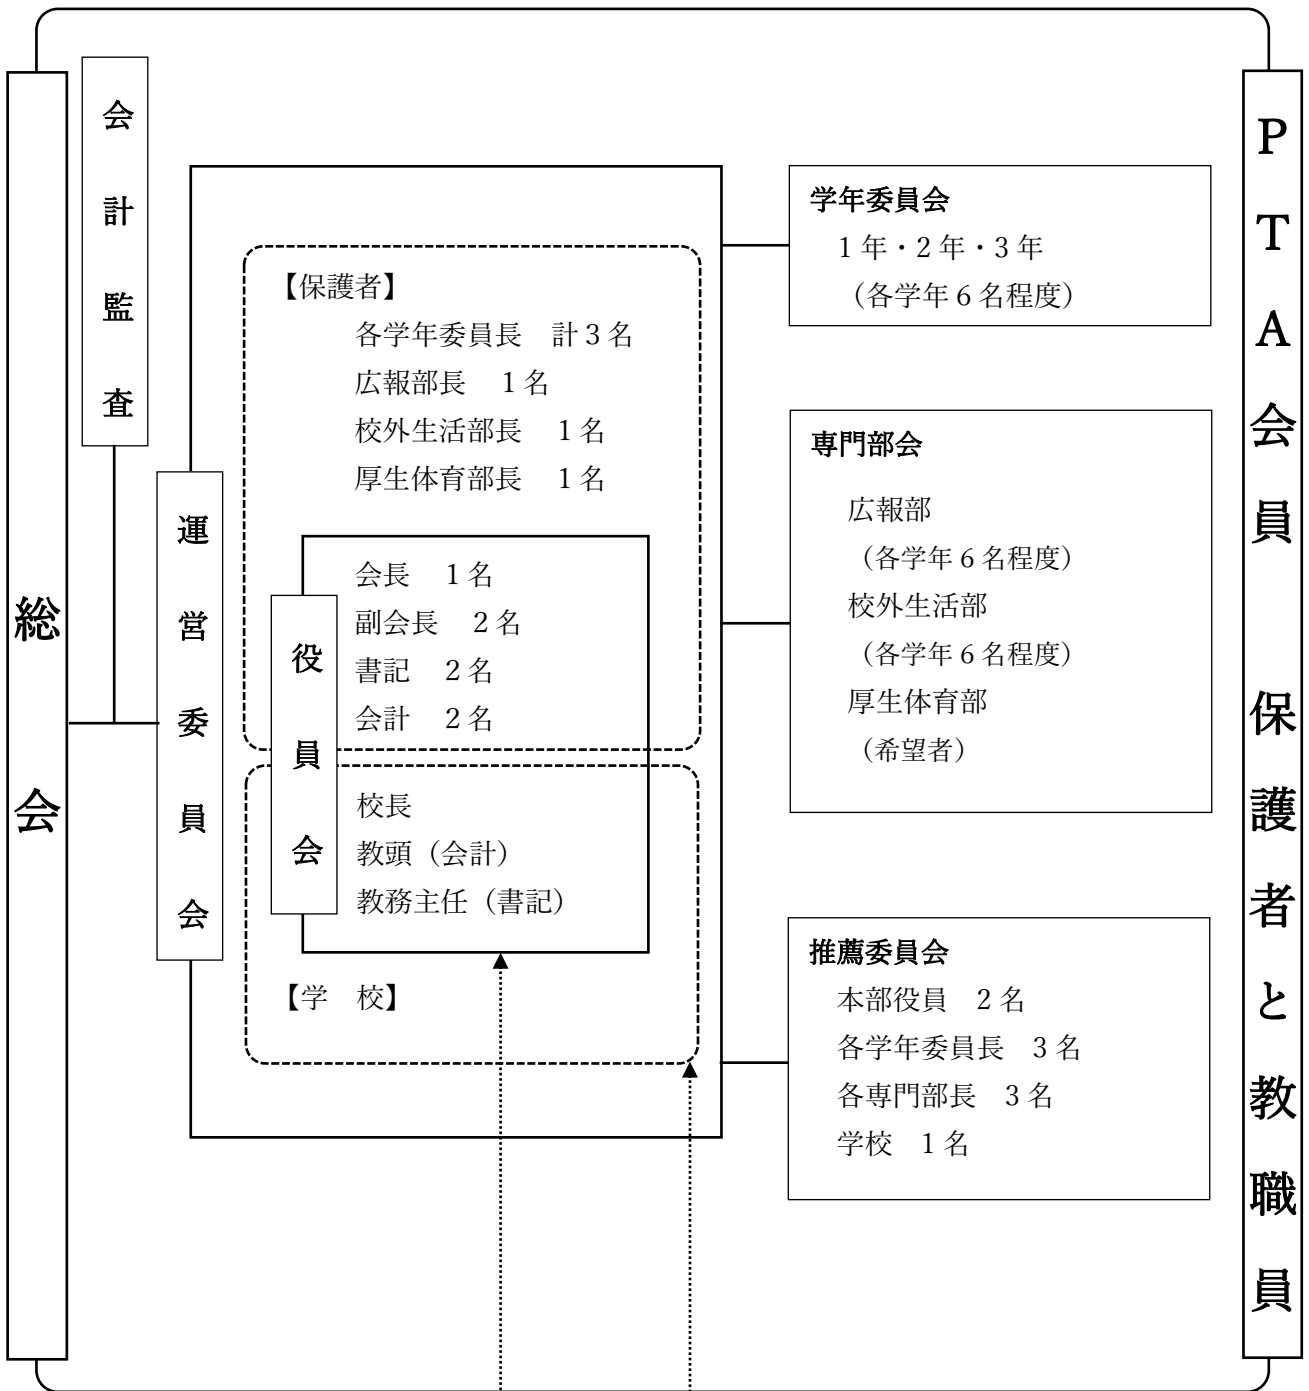 総会
会計監査
運営委員会
【保護者】
各学年委員長　計３名
広報部長　１名
校外生活部長　１名
厚生体育部長　１名
役員会
会長　１名
副会長　２名
書記　２名
会計　２名
校長
教頭（会計）
教務主任（書記）
【学　校】
学年委員会
１年・２年・３年
（各学年６名程度）
専門部会
広報部
（各学年６名程度）
校外生活部
（各学年６名程度）
厚生体育部
（希望者）
推薦委員会
本部役員　２名
各学年委員長　３名
各専門部長　３名
学校　１名
ＰＴＡ会員　保護者と教職員